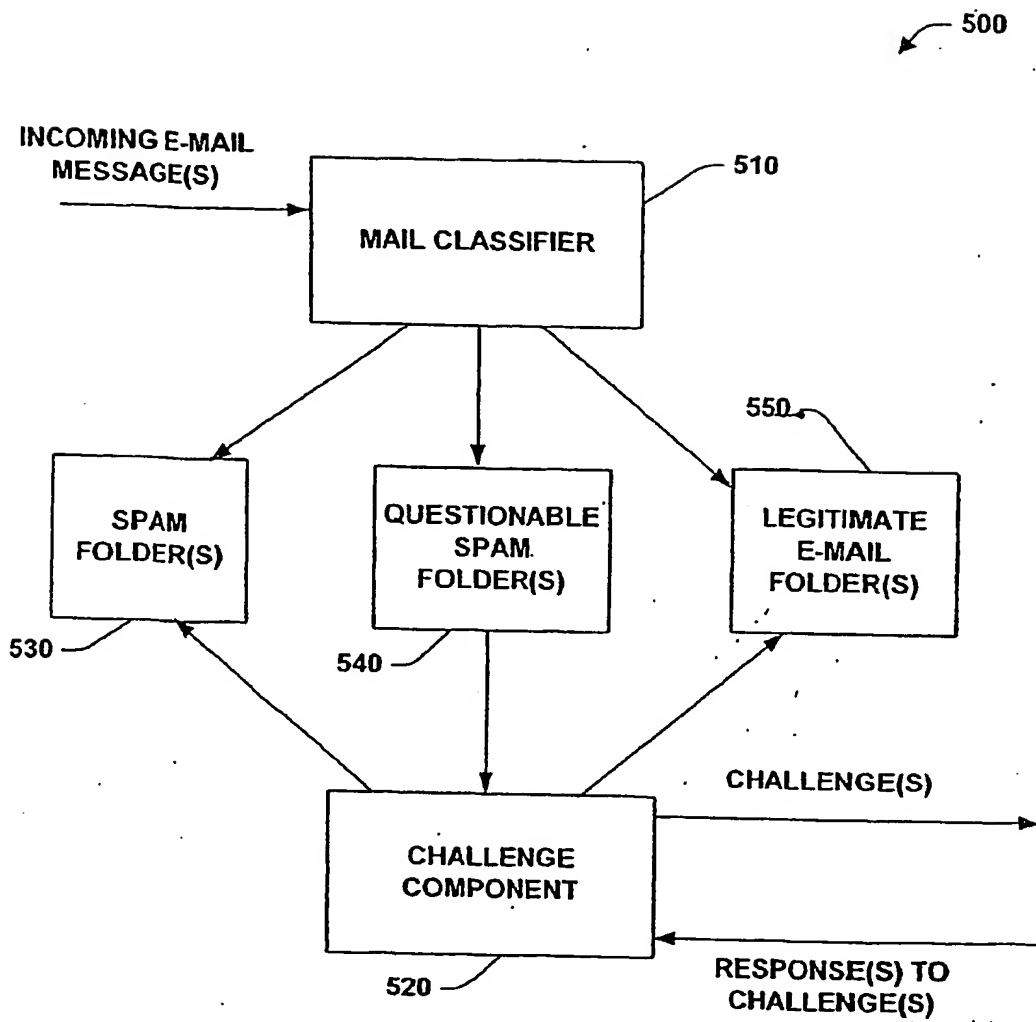 500
INCOMING E-MAIL
MESSAGE(S)
510
MAIL CLASSIFIER
550
SPAM
FOLDER(S)
QUESTIONABLE
SPAM
FOLDER(S)
LEGITIMATE
E-MAIL
FOLDER(S)
530
540
CHALLENGE(S)
CHALLENGE
COMPONENT
520
RESPONSE(S) TO
CHALLENGE(S)